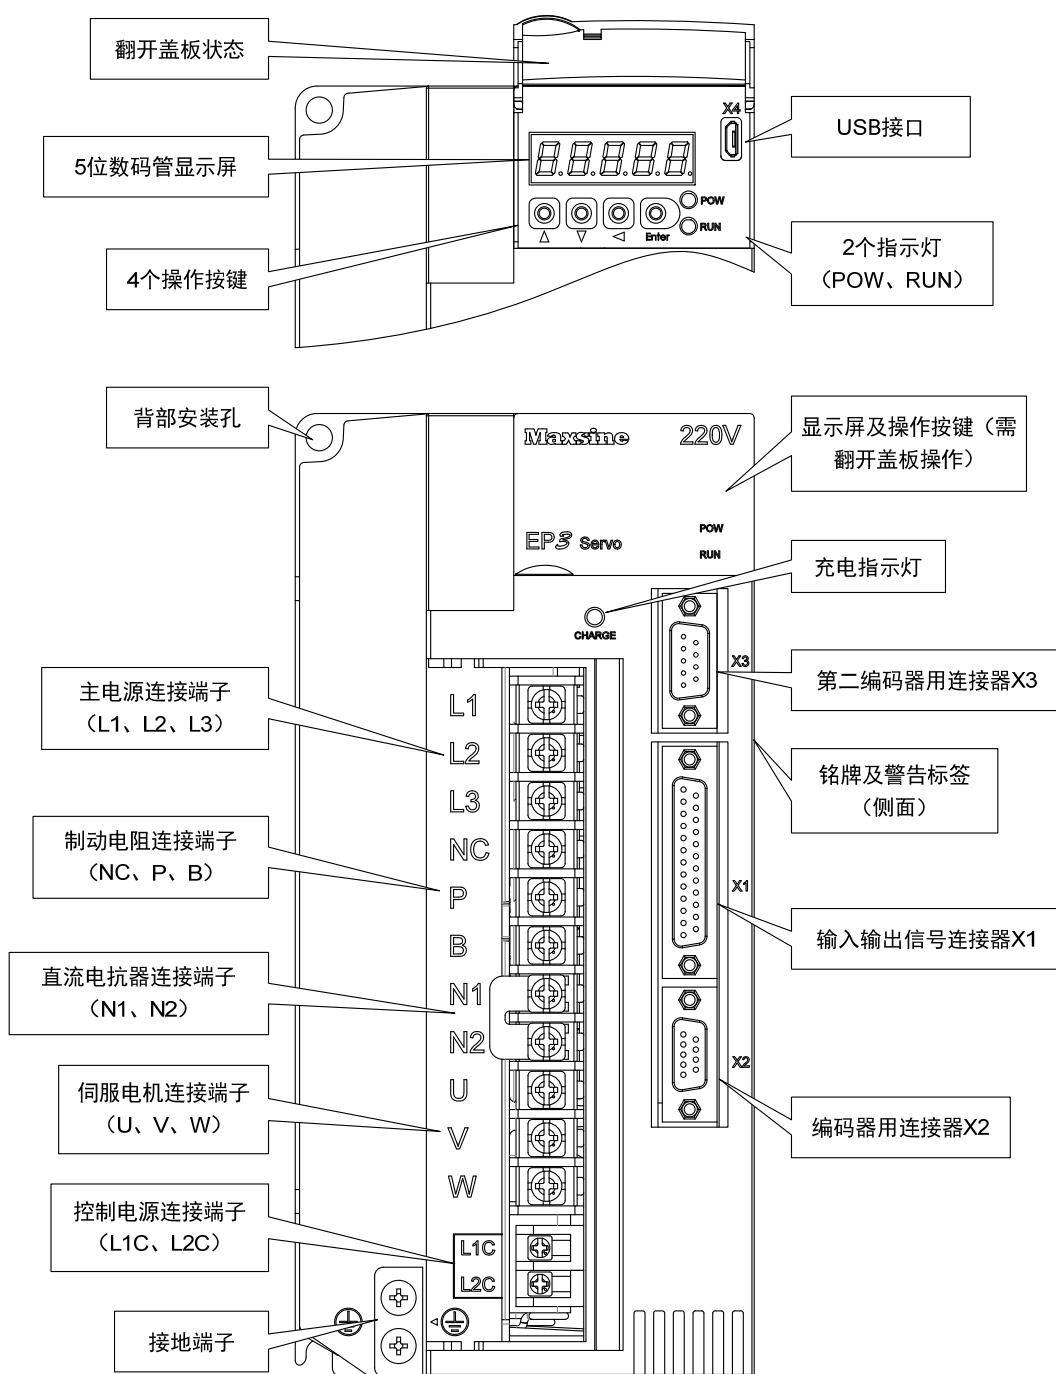 翻开盖板状态
X4
USB接口
5位数码管显示屏
88888
POW
RUN
Enter
4个操作按键
2个指示灯
(POW、RUN)
背部安装孔
Maxsine 220V
显示屏及操作按键(需
翻开盖板操作)
POW
EP3 Servo
RUN
充电指示灯
CHARGE
X3
主电源连接端子
(L1、L2、L3)
第二编码器用连接器X3
L1
L2
L3
铭牌及警告标签
(侧面)
制动电阻连接端子
(NC、P、B)
NC
P
B
X1
输入输出信号连接器X1
直流电抗器连接端子
(N1、N2)
N1
N2
X2
伺服电机连接端子
(U、V、W)
U
V
W
编码器用连接器X2
控制电源连接端子
(L1C、L2C)
L1C
L2C
接地端子